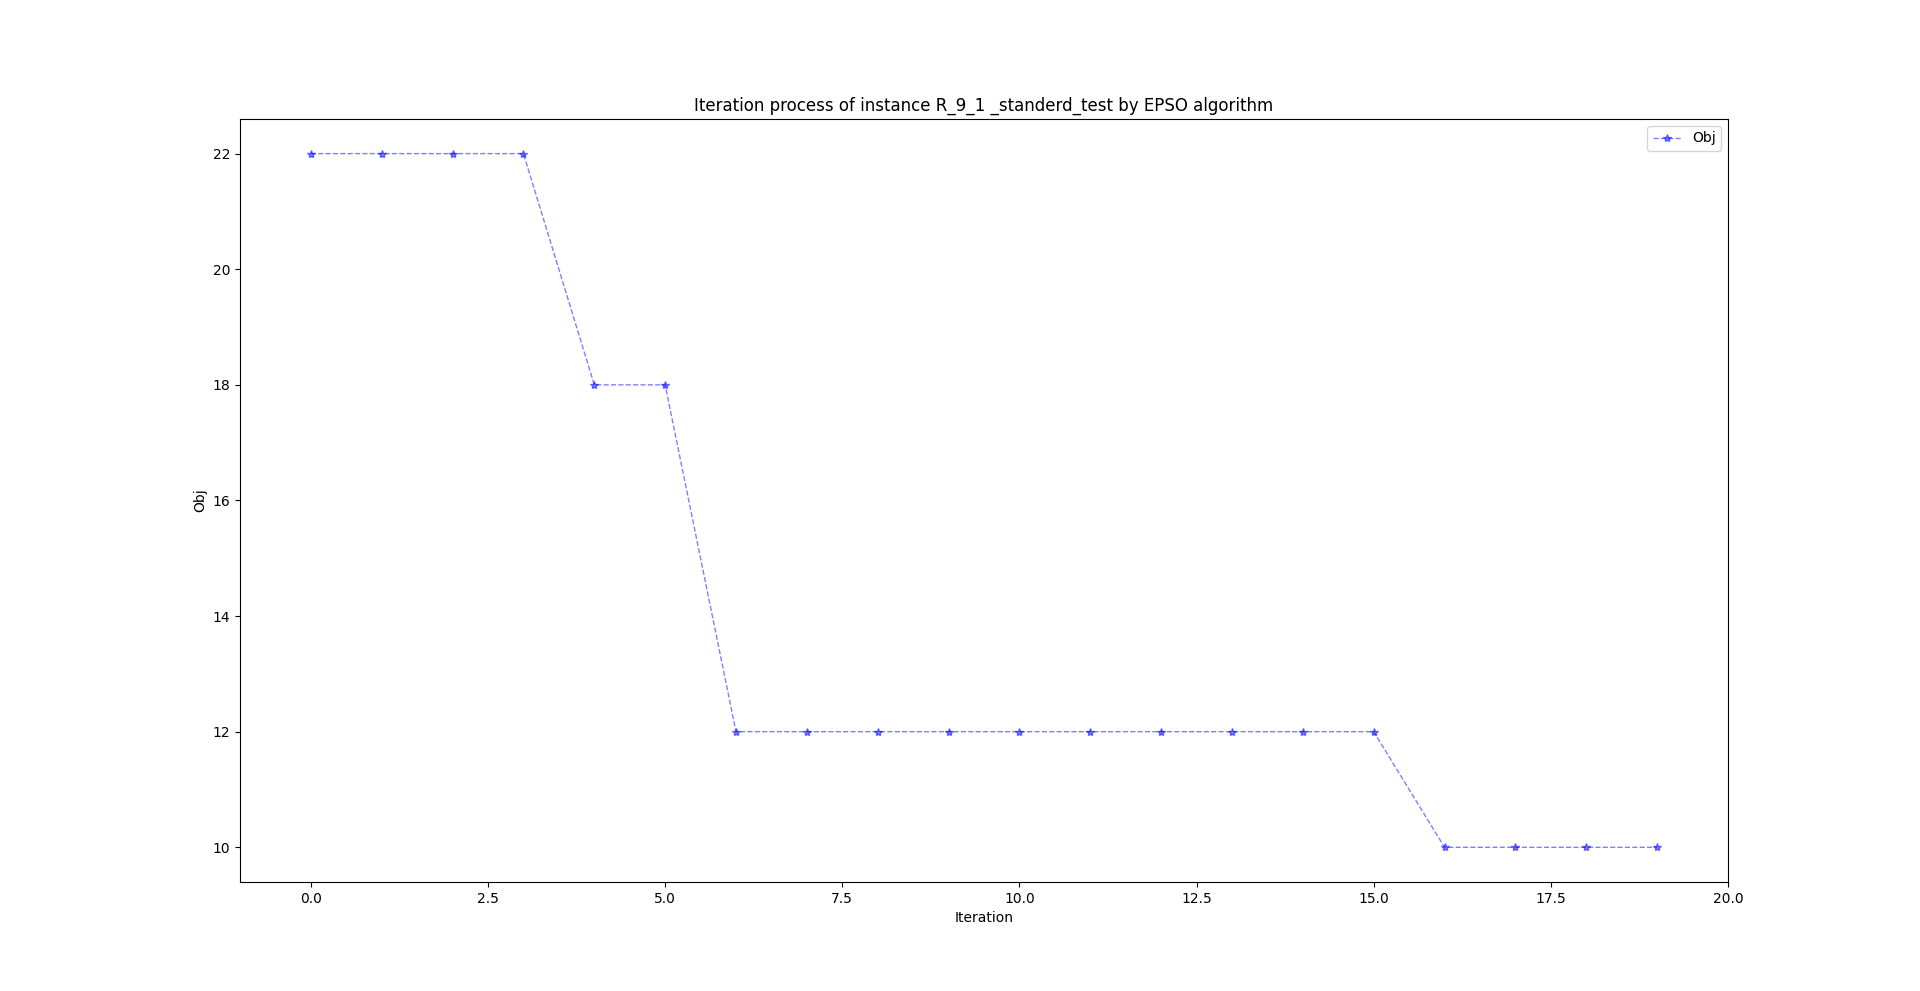 Iteration process of instance R_9_1 _standerd_test by EPSO algorithm
Obj
22
20
18
16
14
12
10
Obj
0.0 2.5 5.0 7.5 10.0 12.5 15.0 17.5 20.0
Iteration